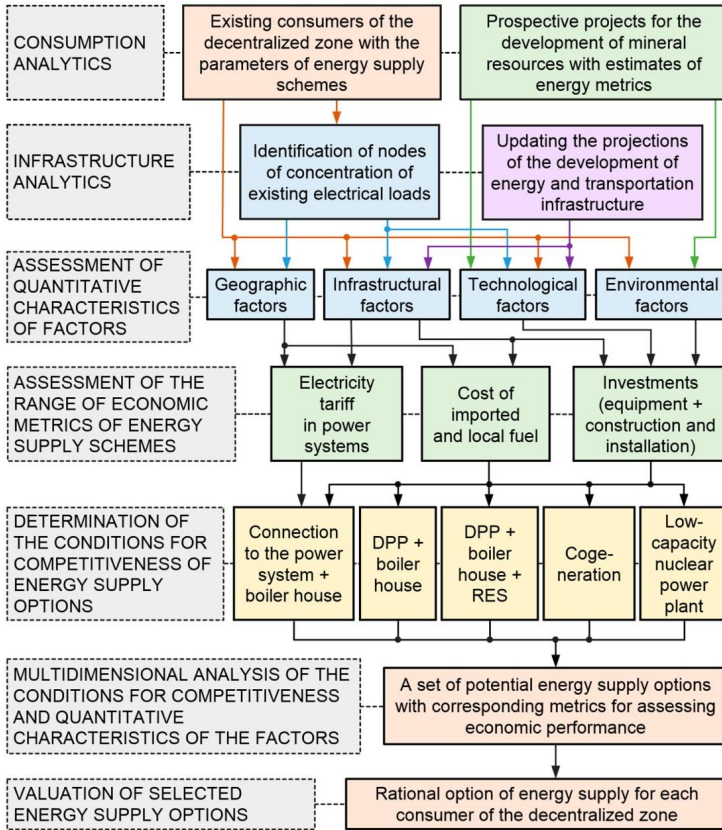 CONSUMPTION
ANALYTICS
Existing consumers of the
decentralized zone with the
parameters of energy supply
schemes
Prospective projects for the
development of mineral
resources with estimates of
energy metrics
INFRASTRUCTURE
ANALYTICS
Identification of nodes
of concentration of
existing electrical loads
Updating the projections
of the development of
energy and transportation
infrastructure
ASSESSMENT OF
QUANTITATIVE
CHARACTERISTICS
OF FACTORS
Geographic
factors
Infrastructural
factors
Technological
factors
Environmental
factors
ASSESSMENT OF THE
RANGE OF ECONOMIC
METRICS OF ENERGY
SUPPLY SCHEMES
Electricity
tariff
in power
systems
Cost of
imported
and local fuel
Investments
(equipment +
construction and
installation)
DETERMINATION OF
THE CONDITIONS FOR
COMPETITIVENESS OF
ENERGY SUPPLY
OPTIONS
Connection
to the power
system +
boiler house
DPP +
boiler
house
DPP +
boiler
house +
RES
Coge-
neration
Low-
capacity
nuclear
power
plant
MULTIDIMENSIONAL ANALYSIS OF THE
CONDITIONS FOR COMPETITIVENESS
AND QUANTITATIVE
CHARACTERISTICS OF THE FACTORS
A set of potential energy supply options
with corresponding metrics for assessing
economic performance
VALUATION OF SELECTED
ENERGY SUPPLY OPTIONS
Rational option of energy supply for each
consumer of the decentralized zone